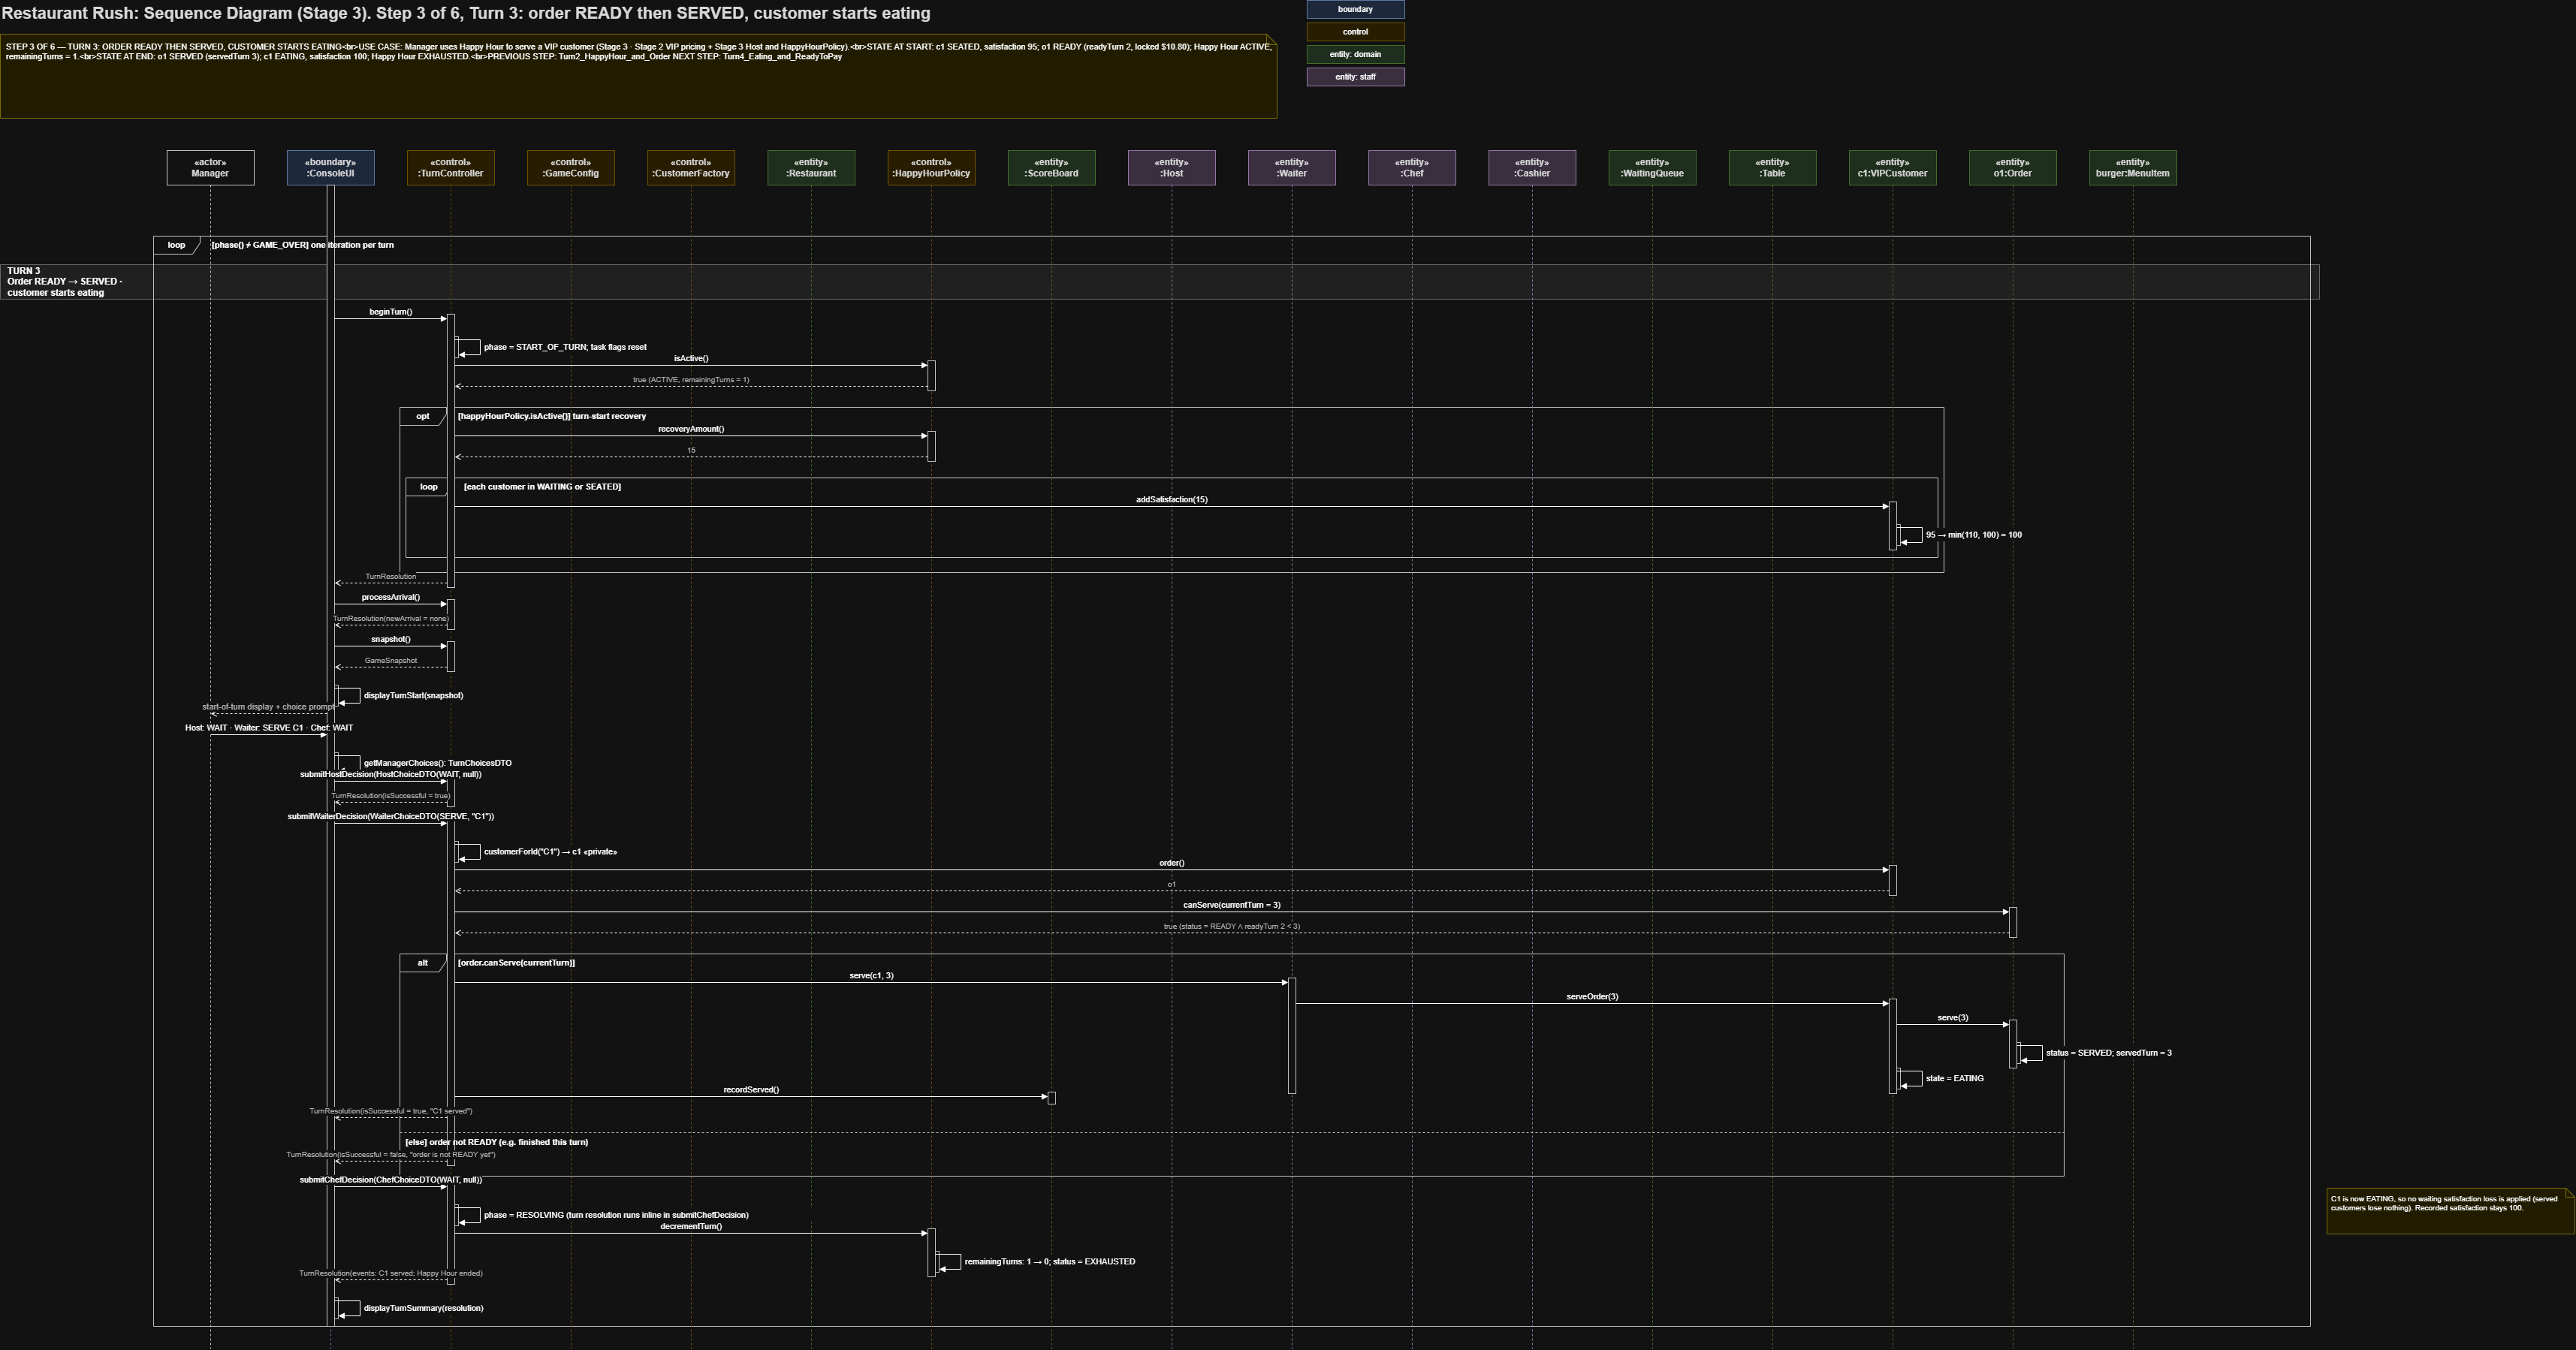 Restaurant Rush: Sequence Diagram (Stage 3). Step 3 of 6, Turn 3: order READY then SERVED, customer starts eating
boundary
control
entity: domain
entity: staff
STEP 3 OF 6 — TURN 3: ORDER READY THEN SERVED, CUSTOMER STARTS EATING<br>USE CASE: Manager uses Happy Hour to serve a VIP customer (Stage 3 · Stage 2 VIP pricing + Stage 3 Host and HappyHourPolicy).<br>STATE AT START: c1 SEATED, satisfaction 95; o1 READY (readyTurn 2, locked $10.80); Happy Hour ACTIVE,
remainingTurns = 1.<br>STATE AT END: o1 SERVED (servedTurn 3); c1 EATING, satisfaction 100; Happy Hour EXHAUSTED.<br>PREVIOUS STEP: Turn2_HappyHour_and_Order NEXT STEP: Turn4_Eating_and_ReadyToPay
«actor»
Manager
«boundary»
:ConsoleUI
«control»
:TurnController
«control»
:GameConfig
«control»
:CustomerFactory
«entity»
:Restaurant
«control»
:HappyHourPolicy
«entity»
:ScoreBoard
«entity»
:Host
«entity»
:Waiter
«entity»
:Chef
«entity»
:Cashier
«entity»
:WaitingQueue
«entity»
:Table
«entity»
c1:VIPCustomer
«entity»
o1:Order
«entity»
burger:MenuItem
loop
[phase() ≠ GAME_OVER] one iteration per turn
TURN 3
Order READY → SERVED ·
customer starts eating
beginTurn()
phase = START_OF_TURN; task flags reset
isActive()
true (ACTIVE, remainingTurns = 1)
opt
[happyHourPolicy.isActive()] turn-start recovery
recoveryAmount()
15
loop
[each customer in WAITING or SEATED]
addSatisfaction(15)
95 → min(110, 100) = 100
TurnResolution
processArrival()
TurnResolution(newArrival = none)
snapshot()
GameSnapshot
displayTurnStart(snapshot)
start-of-turn display + choice prompt
Host: WAIT · Waiter: SERVE C1 · Chef: WAIT
getManagerChoices(): TurnChoicesDTO
submitHostDecision(HostChoiceDTO(WAIT, null))
TurnResolution(isSuccessful = true)
submitWaiterDecision(WaiterChoiceDTO(SERVE, "C1"))
customerForId("C1") → c1 «private»
order()
o1
canServe(currentTurn = 3)
true (status = READY ∧ readyTurn 2 < 3)
alt
[order.canServe(currentTurn)]
serve(c1, 3)
serveOrder(3)
serve(3)
status = SERVED; servedTurn = 3
state = EATING
recordServed()
TurnResolution(isSuccessful = true, "C1 served")
[else] order not READY (e.g. finished this turn)
TurnResolution(isSuccessful = false, "order is not READY yet")
submitChefDecision(ChefChoiceDTO(WAIT, null))
C1 is now EATING, so no waiting satisfaction loss is applied (served
customers lose nothing). Recorded satisfaction stays 100.
phase = RESOLVING (turn resolution runs inline in submitChefDecision)
decrementTurn()
remainingTurns: 1 → 0; status = EXHAUSTED
TurnResolution(events: C1 served; Happy Hour ended)
displayTurnSummary(resolution)